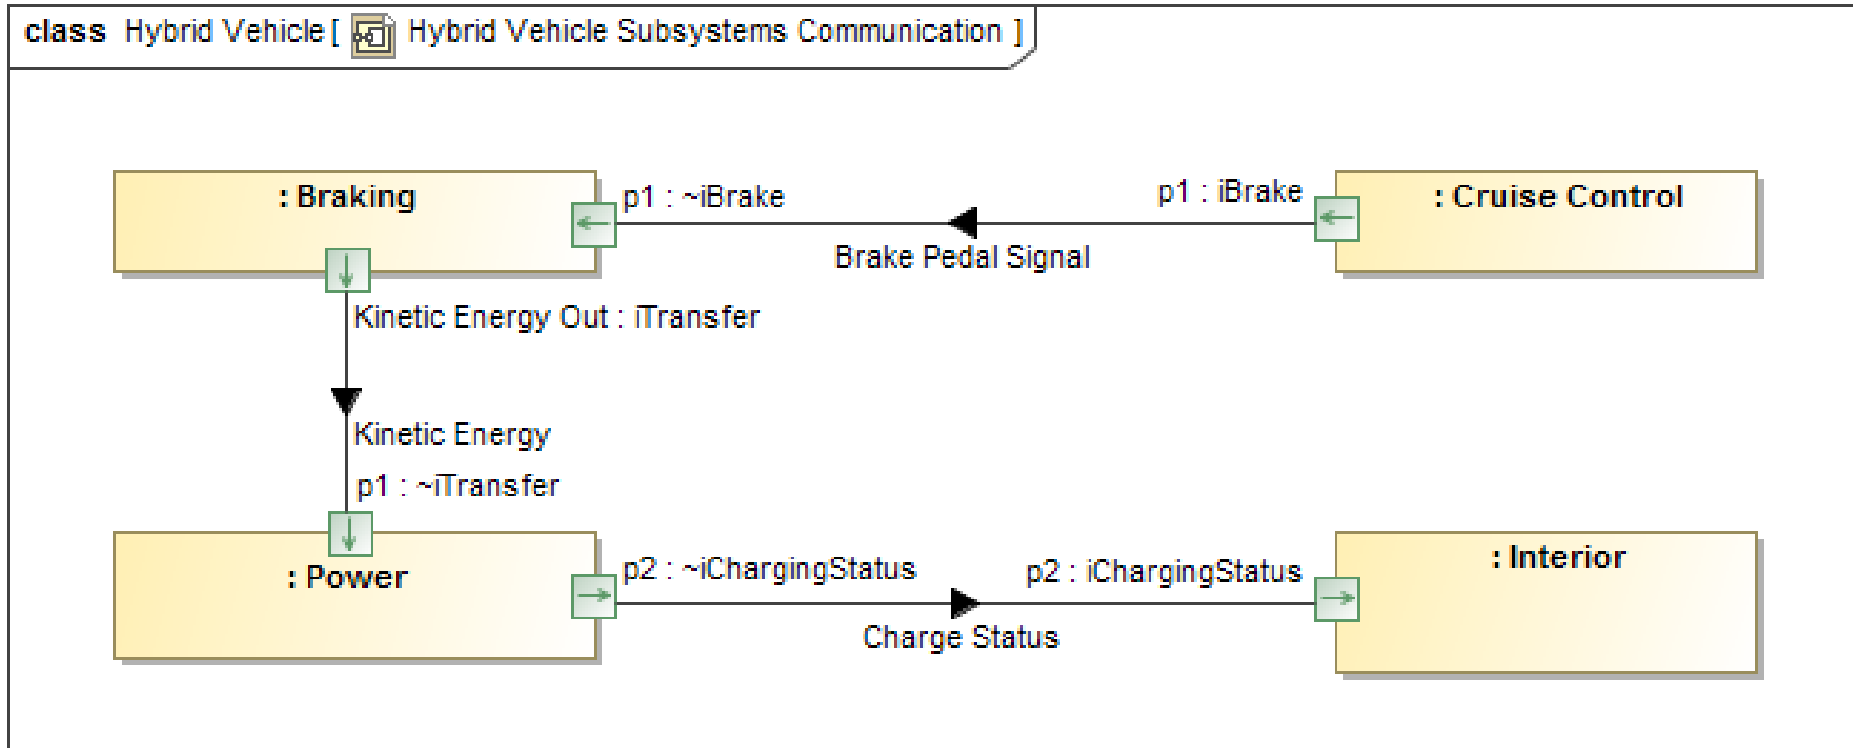 class Hybrid Vehicle [ Hybrid Vehicle Subsystems Communication ]
: Braking
p1 : ~iBrake
p1 : iBrake
: Cruise Control
Brake Pedal Signal
Kinetic Energy Out : iTransfer
Kinetic Energy
p1 : ~iTransfer
: Power
p2 : ~iChargingStatus
p2 : iChargingStatus
: Interior
Charge Status